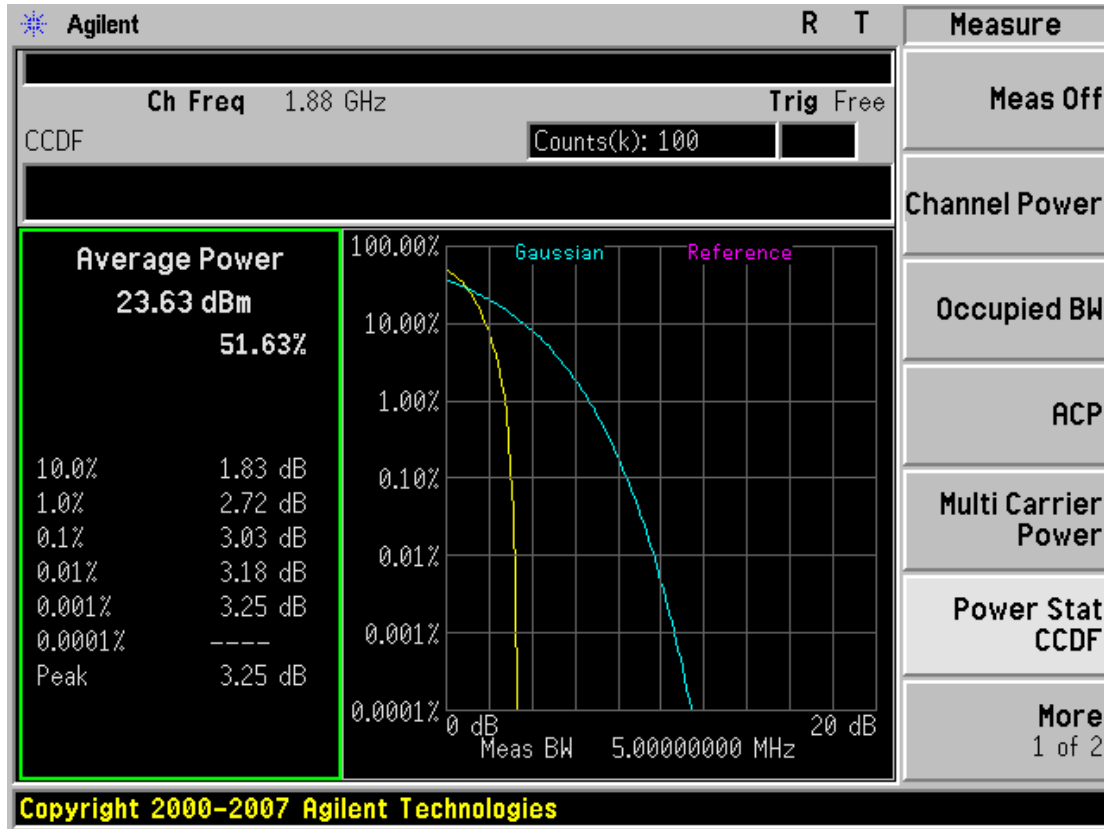 Agilent R T
Ch Freq 1.88 GHz Trig Free
CCDF Counts(k): 100
Average Power
23.63 dBm
51.63%
10.0% 1.83 dB
1.0% 2.72 dB
0.1% 3.03 dB
0.01% 3.18 dB
0.001% 3.25 dB
0.0001% ----
Peak 3.25 dB
Gaussian Reference
100.00%
10.00%
1.00%
0.10%
0.01%
0.001%
0.0001%
0 dB 20 dB
Meas BW 5.00000000 MHz
Measure
Meas Off
Channel Power
Occupied BW
ACP
Multi Carrier
Power
Power Stat
CCDF
More
1 of 2
Copyright 2000-2007 Agilent Technologies